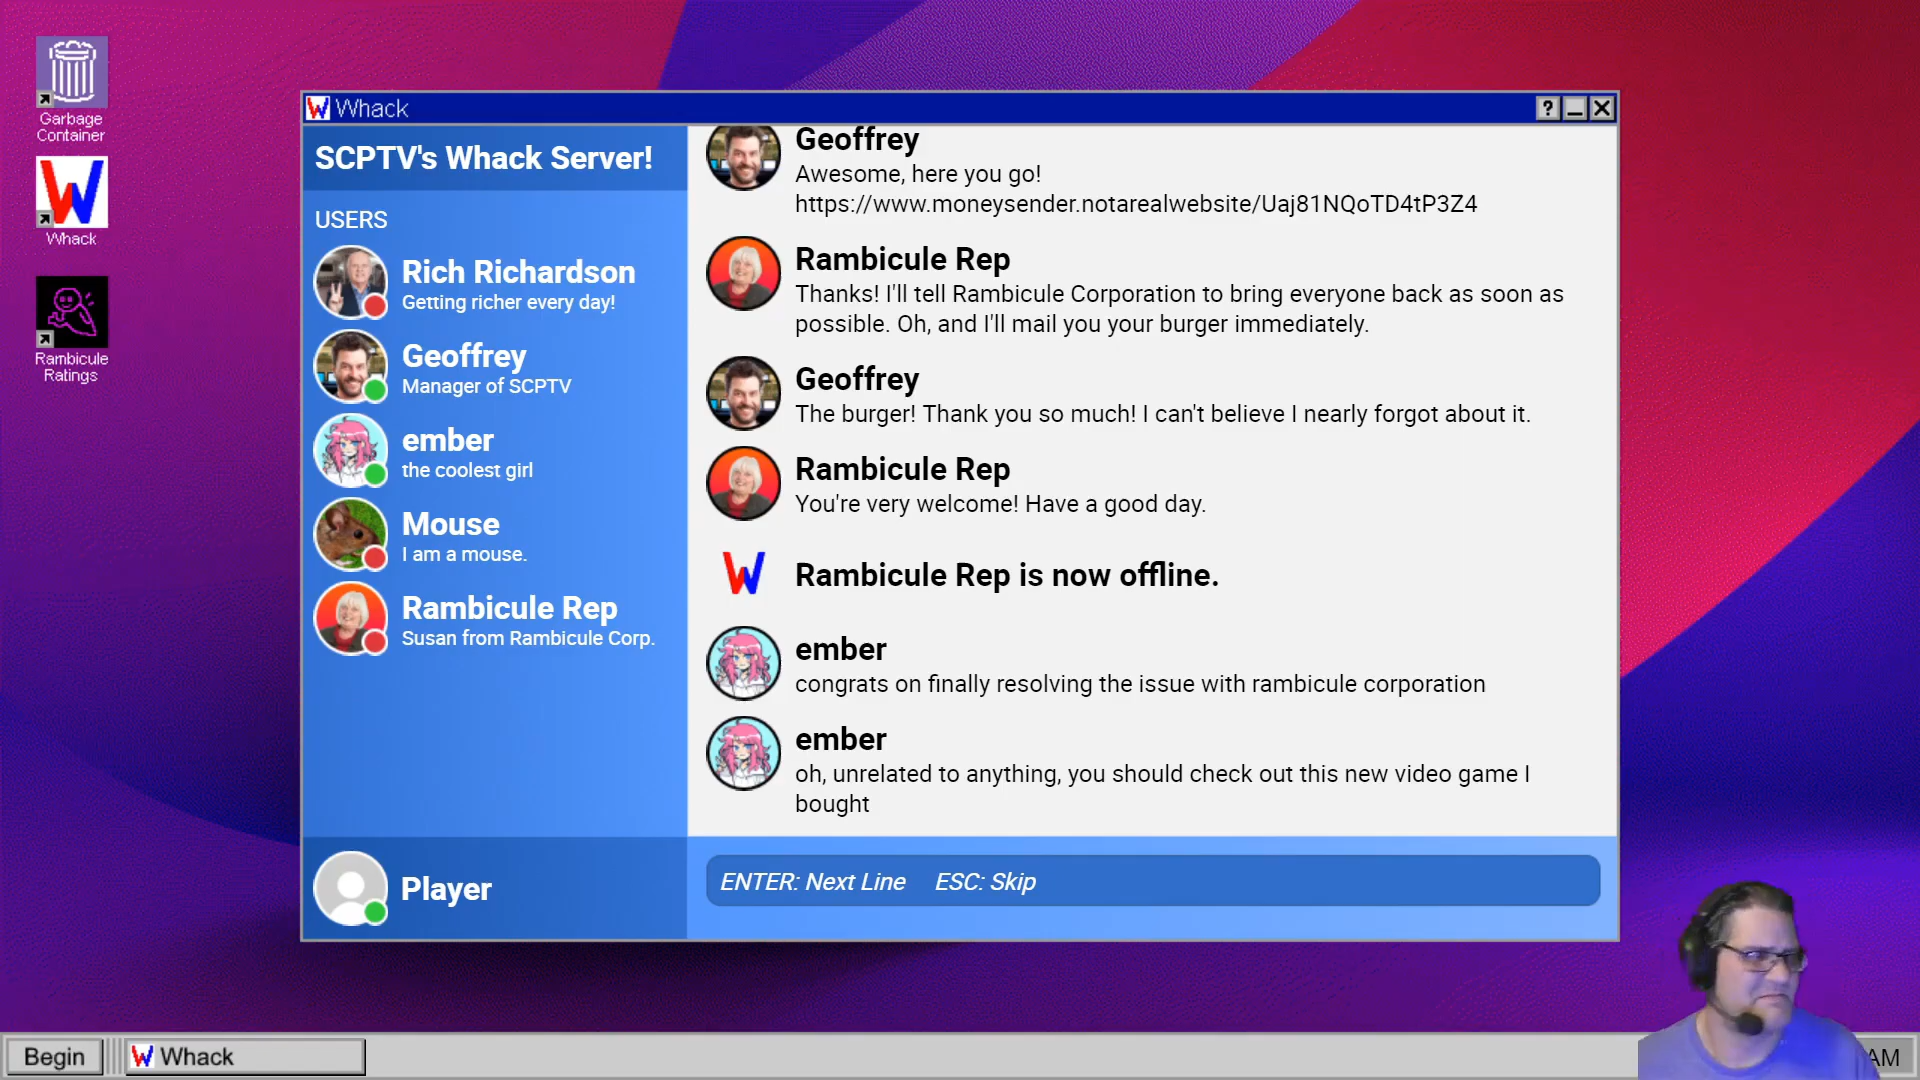 Garbage
Container
Whack
Rambicule
Ratings
Whack
SCPTV's Whack Server!
USERS
Rich Richardson
Getting richer every day!
Geoffrey
Manager of SCPTV
ember
the coolest girl
Mouse
I am a mouse.
Rambicule Rep
Susan from Rambicule Corp.
Player
Geoffrey
Awesome, here you go!
https://www.moneysender.notarealwebsite/Uaj81NQoTD4tP3Z4
Rambicule Rep
Thanks! I'll tell Rambicule Corporation to bring everyone back as soon as
possible. Oh, and I'll mail you your burger immediately.
Geoffrey
The burger! Thank you so much! I can't believe I nearly forgot about it.
Rambicule Rep
You're very welcome! Have a good day.
Rambicule Rep is now offline.
ember
congrats on finally resolving the issue with rambicule corporation
ember
oh, unrelated to anything, you should check out this new video game I
bought
ENTER: Next Line ESC: Skip
Begin
Whack
AM